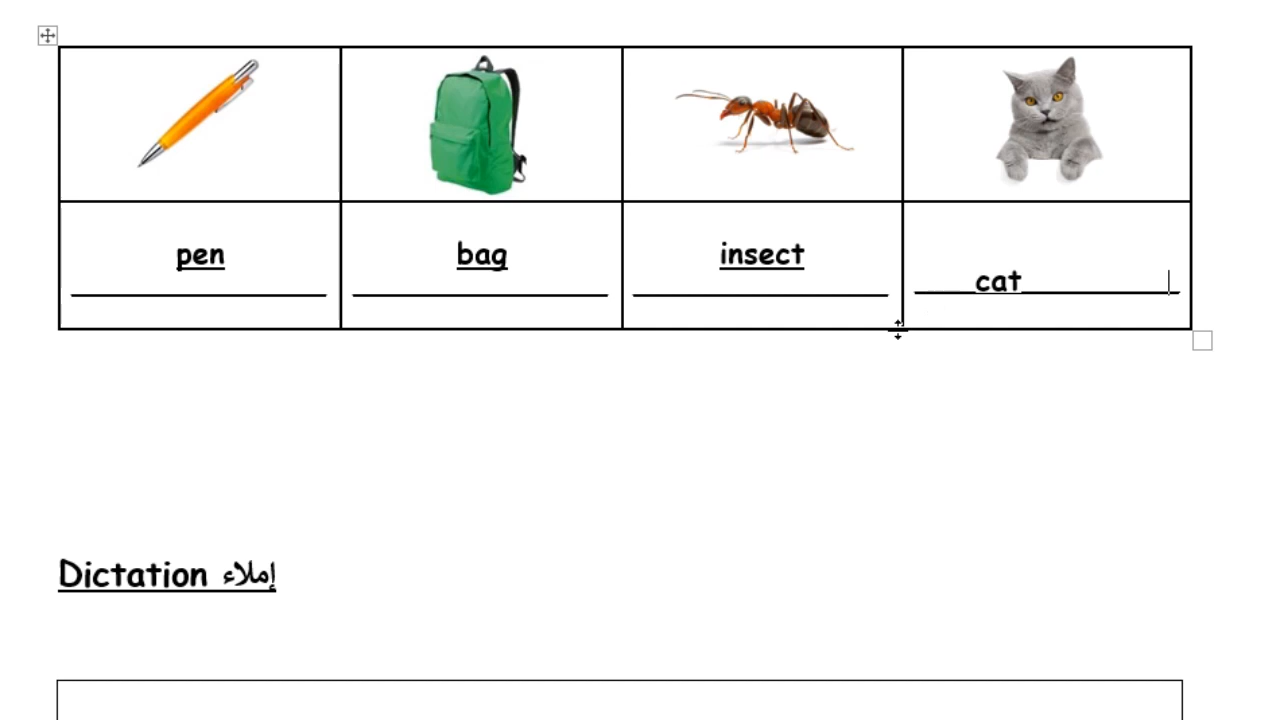 pen bag insect cat
Dictation إملاء